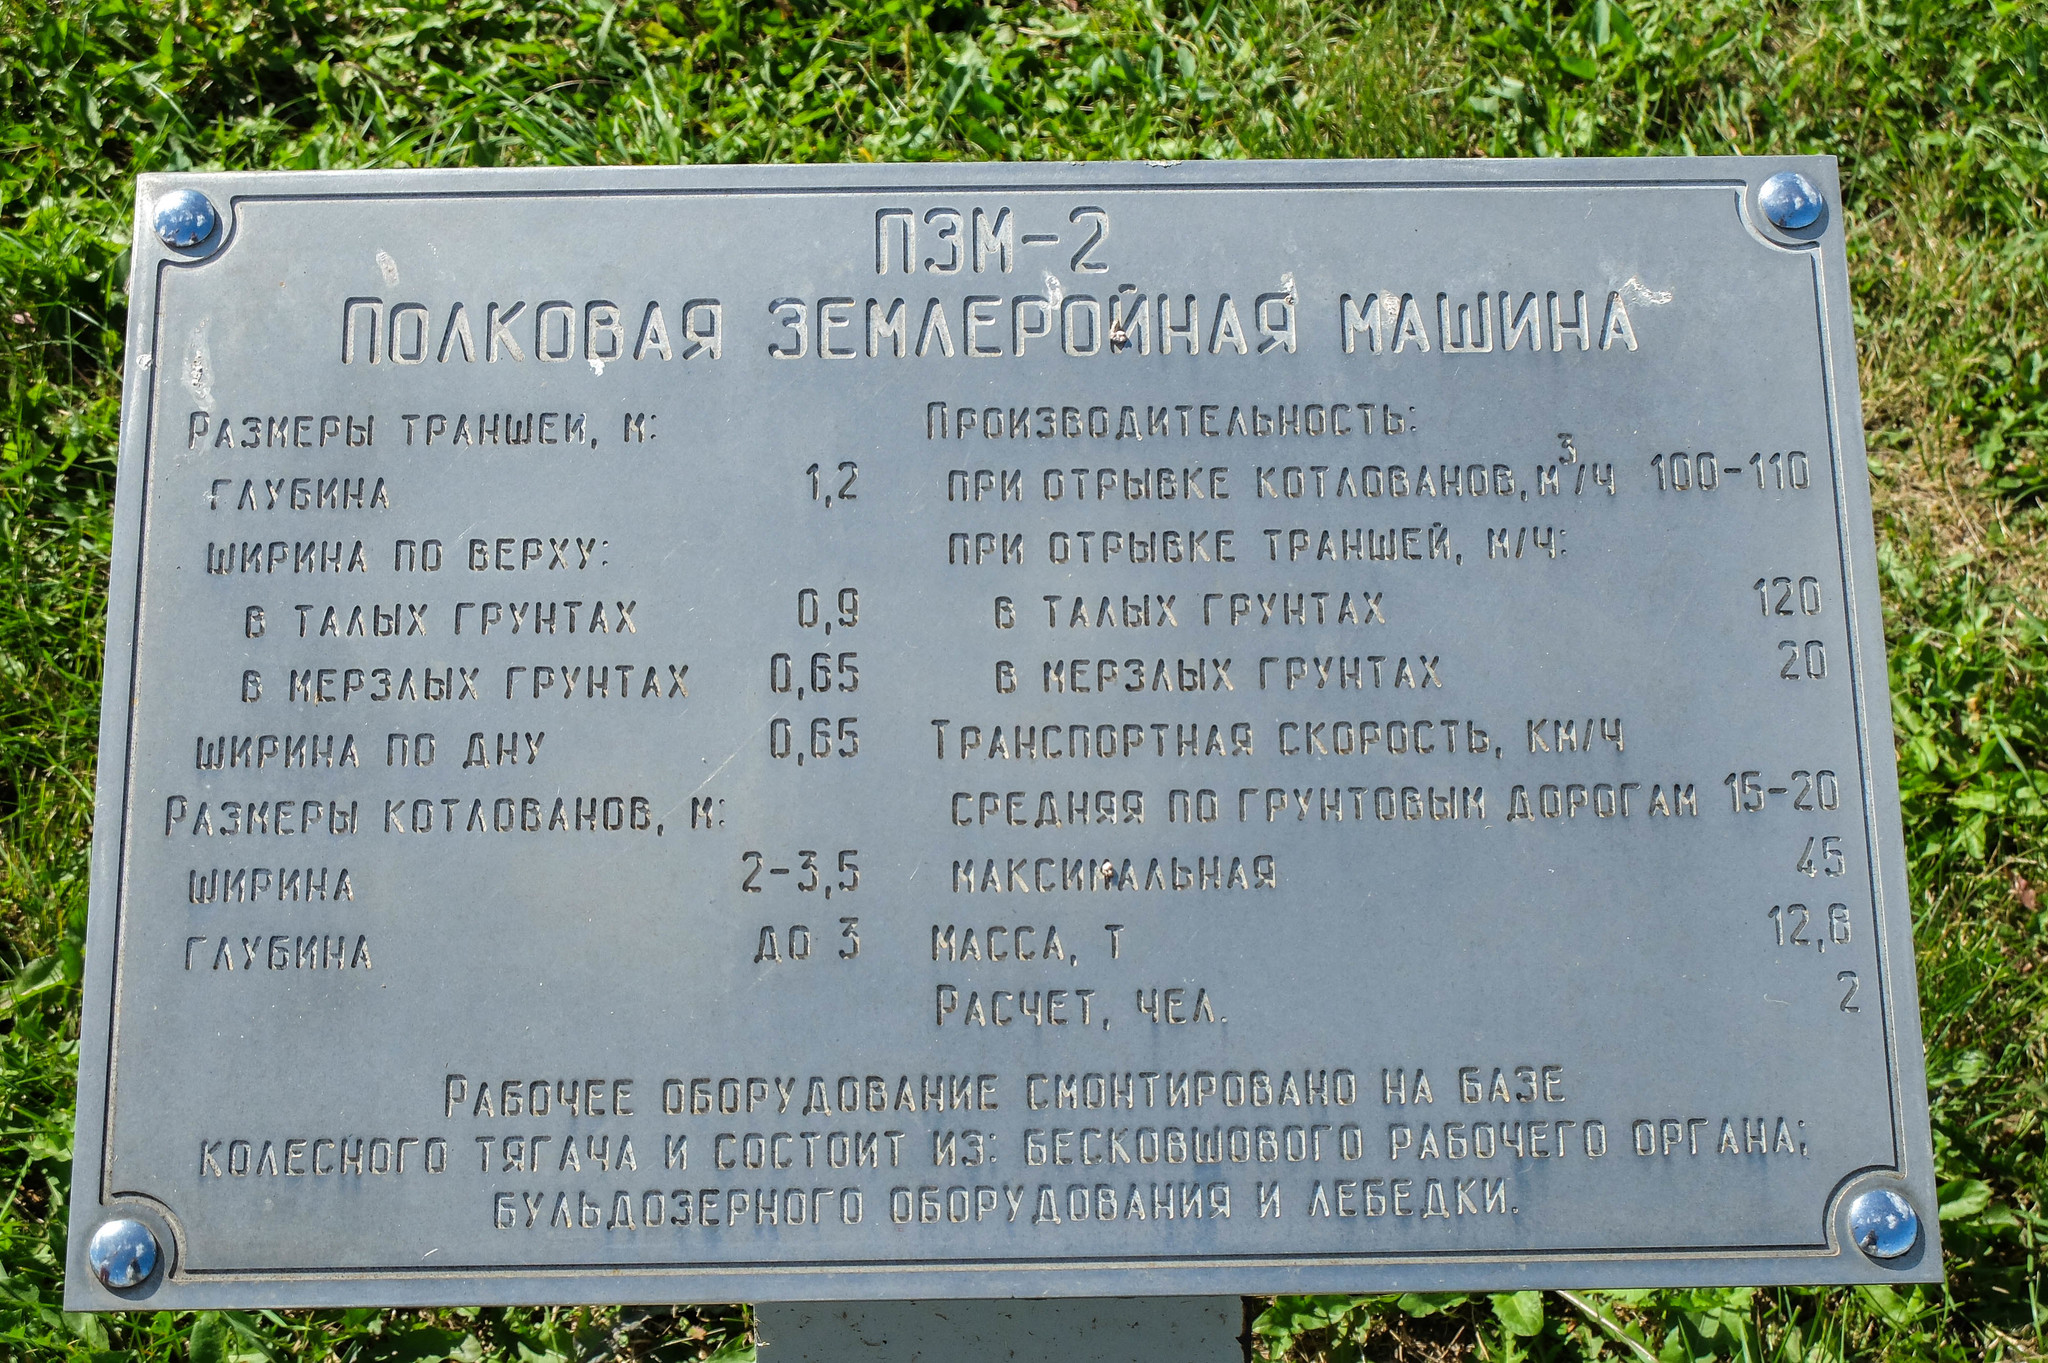 ПЗМ-2
ПОЛКОВАЯ ЗЕМЛЕРОЙНАЯ МАШИНА
РАЗМЕРЫ ТРАНШЕИ, М:
ГЛУБИНА 1,2
ШИРИНА ПО ВЕРХУ:
В ТАЛЫХ ГРУНТАХ 0,9
В МЕРЗЛЫХ ГРУНТАХ 0,65
ШИРИНА ПО ДНУ 0,65
РАЗМЕРЫ КОТЛОВАНОВ, М:
ШИРИНА 2-3,5
ГЛУБИНА ДО 3
ПРОИЗВОДИТЕЛЬНОСТЬ:
ПРИ ОТРЫВКЕ КОТЛОВАНОВ, М³/Ч 100-110
ПРИ ОТРЫВКЕ ТРАНШЕЙ, М/Ч:
В ТАЛЫХ ГРУНТАХ 120
В МЕРЗЛЫХ ГРУНТАХ 20
ТРАНСПОРТНАЯ СКОРОСТЬ, КМ/Ч
СРЕДНЯЯ ПО ГРУНТОВЫМ ДОРОГАМ 15-20
МАКСИМАЛЬНАЯ 45
МАССА, Т 12,8
РАСЧЕТ, ЧЕЛ. 2
РАБОЧЕЕ ОБОРУДОВАНИЕ СМОНТИРОВАНО НА БАЗЕ
КОЛЕСНОГО ТЯГАЧА И СОСТОИТ ИЗ: БЕСКОВШОВОГО РАБОЧЕГО ОРГАНА;
БУЛЬДОЗЕРНОГО ОБОРУДОВАНИЯ И ЛЕБЕДКИ.